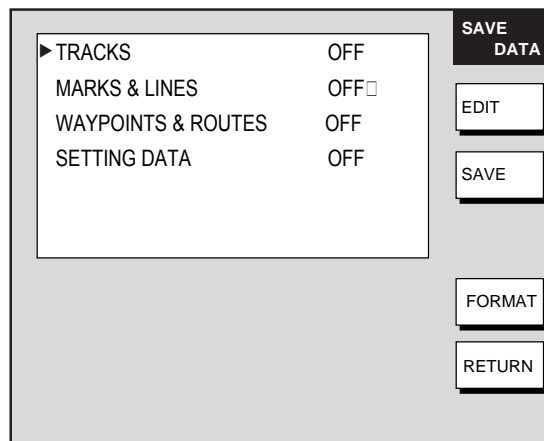 SAVE
DATA
▶TRACKS OFF
MARKS & LINES OFF□
WAYPOINTS & ROUTES OFF
SETTING DATA OFF
EDIT
SAVE
FORMAT
RETURN